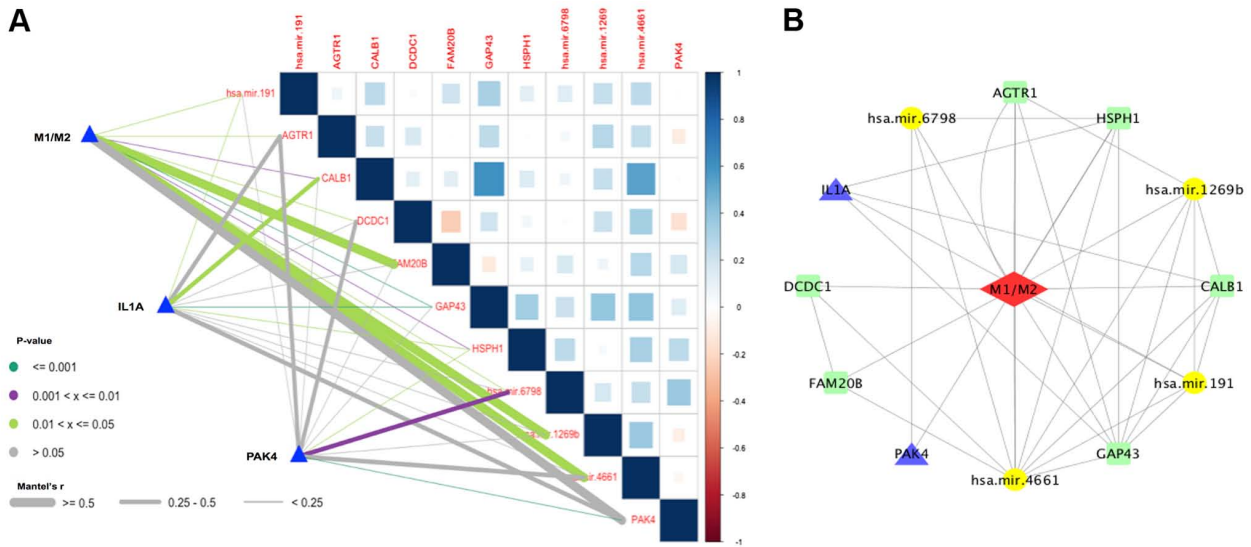 A
hsa.mir.191
AGTR1
CALB1
DCDC1
FAM20B
GAP43
HSPH1
hsa.mir.6798
hsa.mir.1269
hsa.mir.4661
PAK4
hsa.mir.191
AGTR1
CALB1
DCDC1
AM20B
GAP43
HSPH1
hsa.mir.6798
.1269b
ir.4661
PAK4
M1/M2
IL1A
PAK4
1
0.8
0.6
0.4
0.2
0
-0.2
-0.4
-0.6
-0.8
-1
P-value
<= 0.001
0.001 < x <= 0.01
0.01 < x <= 0.05
> 0.05
Mantel's r
>= 0.5 0.25 - 0.5 < 0.25
B
AGTR1
HSPH1
hsa.mir.6798
hsa.mir.1269b
IL1A
DCDC1
M1/M2
CALB1
FAM20B
hsa.mir.191
PAK4
GAP43
hsa.mir.4661